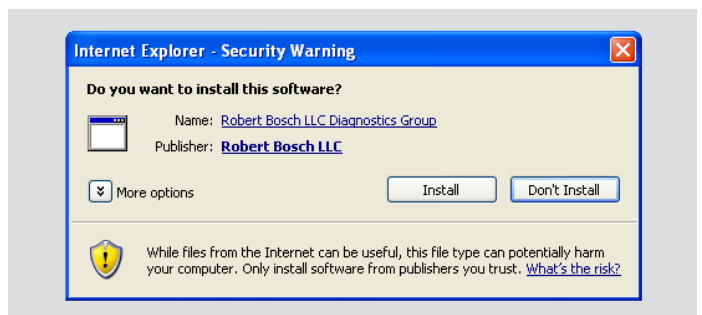 Internet Explorer - Security Warning
Do you want to install this software?
Name: Robert Bosch LLC Diagnostics Group
Publisher: Robert Bosch LLC
More options
Install
Don't Install
While files from the Internet can be useful, this file type can potentially harm
your computer. Only install software from publishers you trust. What's the risk?